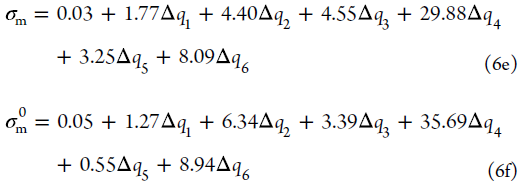 σm = 0.03 + 1.77Δq1 + 4.40Δq2 + 4.55Δq3 + 29.88Δq4
+ 3.25Δq5 + 8.09Δq6 (6e)
σm0 = 0.05 + 1.27Δq1 + 6.34Δq2 + 3.39Δq3 + 35.69Δq4
+ 0.55Δq5 + 8.94Δq6 (6f)